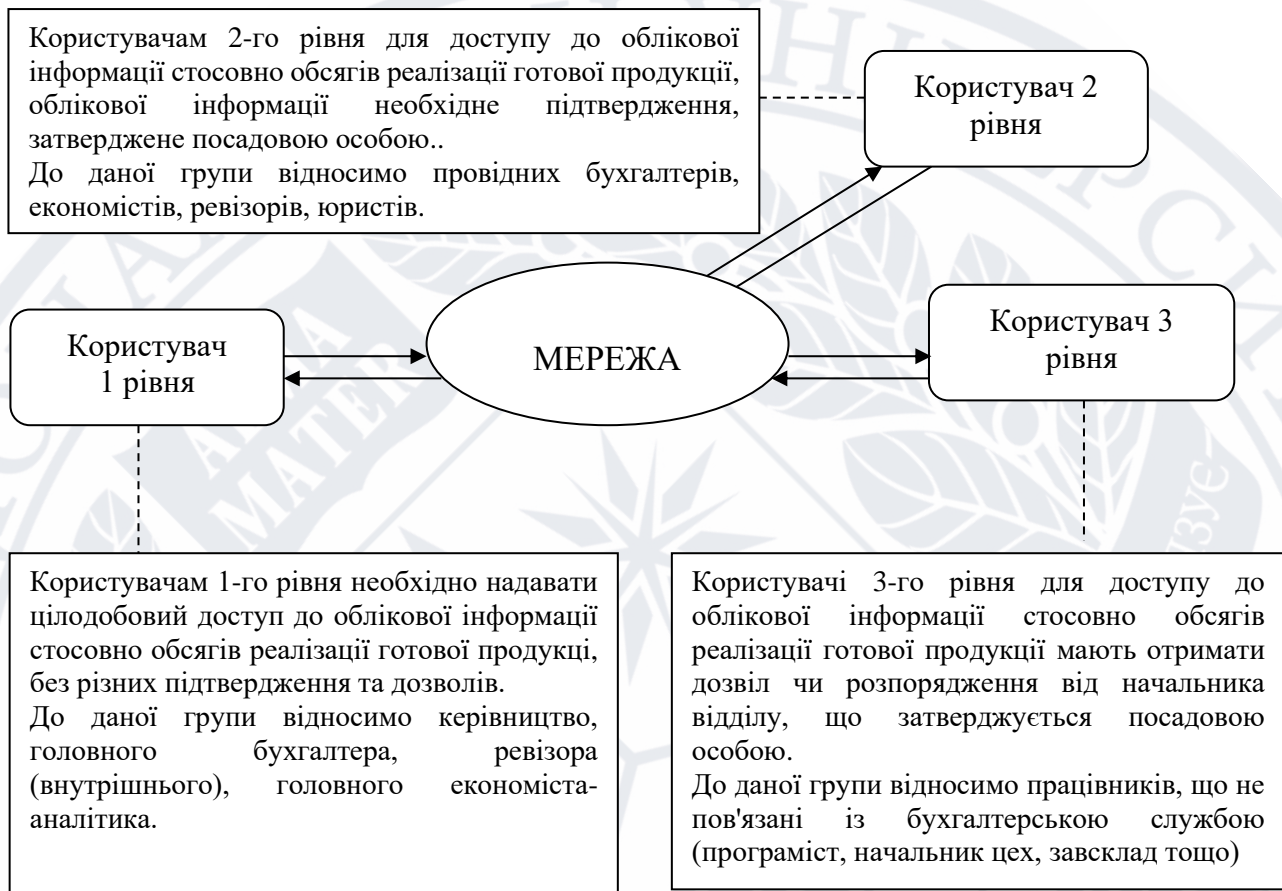 Користувачам 2-го рівня для доступу до облікової
інформації стосовно обсягів реалізації готової продукції,
облікової інформації необхідне підтвердження,
затверджене посадовою особою..
До даної групи відносимо провідних бухгалтерів,
економістів, ревізорів, юристів.
Користувач 2
рівня
Користувач
1 рівня
МЕРЕЖА
Користувач 3
рівня
ALMA
MATER
Користувачам 1-го рівня необхідно надавати
цілодобовий доступ до облікової інформації
стосовно обсягів реалізації готової продукці,
без різних підтвердження та дозволів.
До даної групи відносимо керівництво,
головного бухгалтера, ревізора
(внутрішнього), головного економіста-
аналітика.
Користувачі 3-го рівня для доступу до
облікової інформації стосовно обсягів
реалізації готової продукції мають отримати
дозвіл чи розпорядження від начальника
відділу, що затверджується посадовою
особою.
До даної групи відносимо працівників, що не
пов'язані із бухгалтерською службою
(програміст, начальник цех, завсклад тощо)